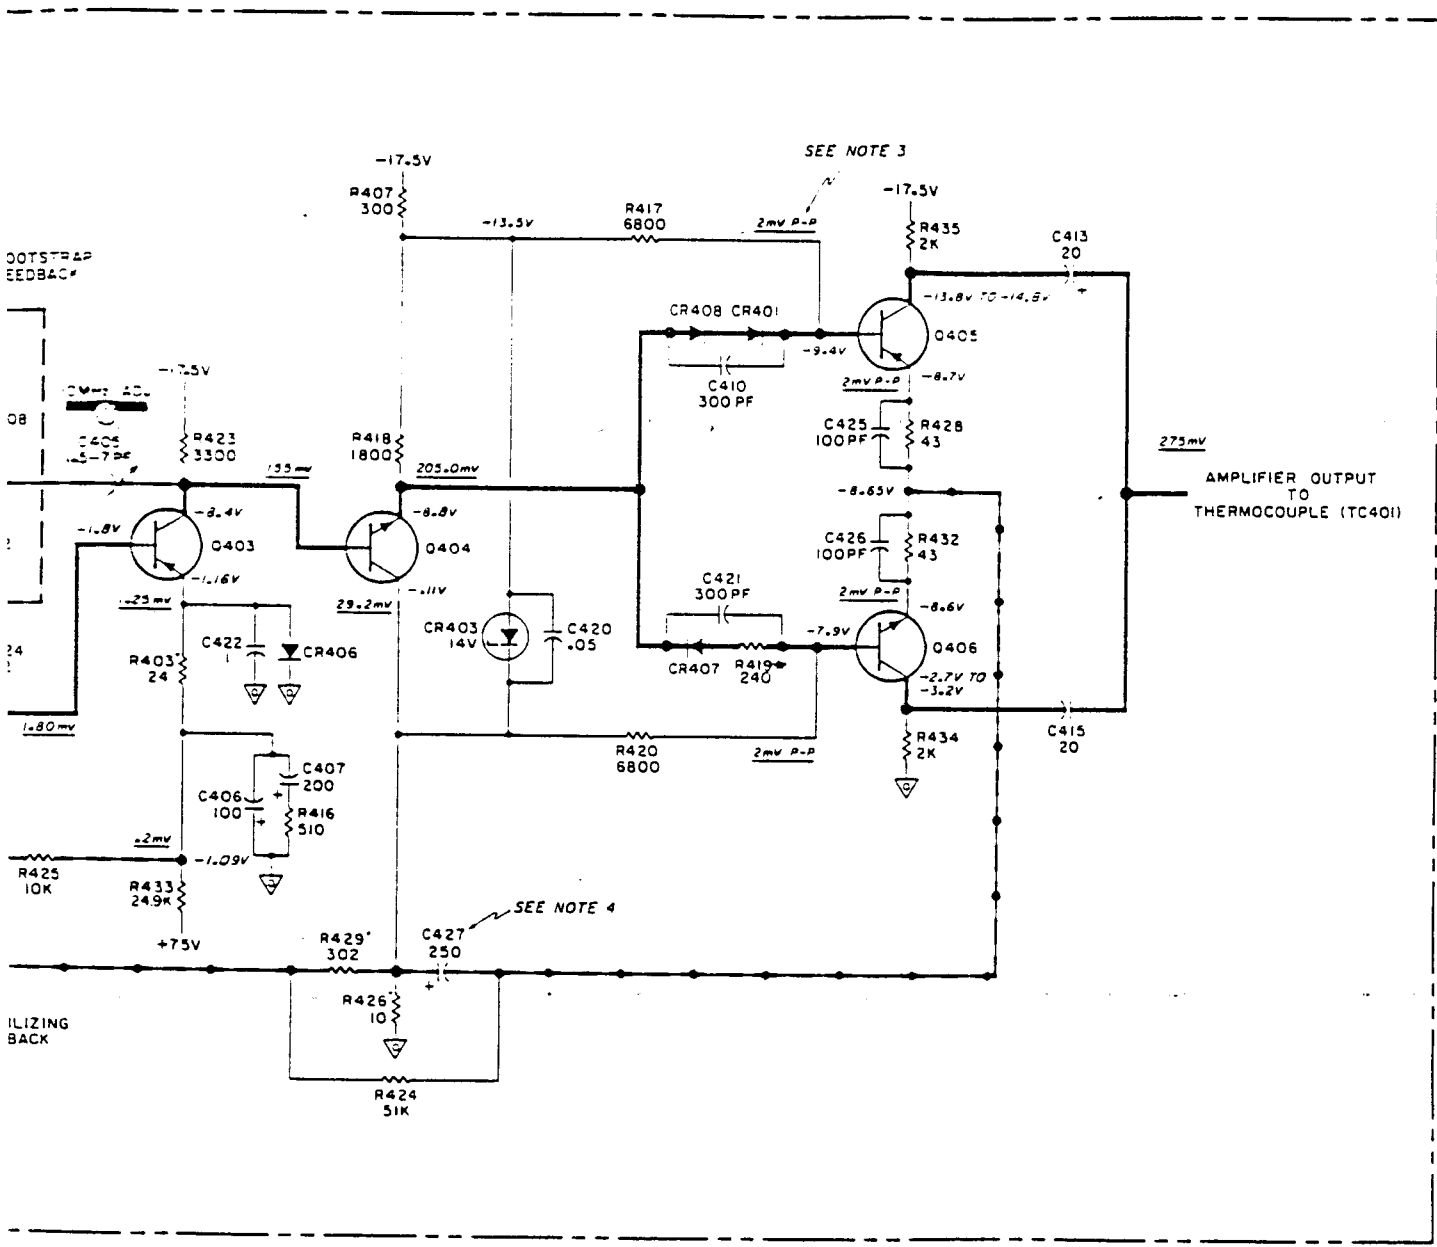 SEE NOTE 3
-17.5V
R407
300
-13.5V
R417
6800
2mV P-P
-17.5V
R435
2K
C413
20
+
-13.8V TO -14.8V
CR408 CR401
Q405
-9.4V
C410
300 PF
2mV P-P
-8.7V
C425
100PF
R428
43
-17.5V
08
C405
R423
3300
R418
1800
155mV
205.0mV
275mV
-8.65V
AMPLIFIER OUTPUT
TO
THERMOCOUPLE (TC401)
-8.4V
-1.8V
Q403
-8.8V
Q404
C426
100PF
R432
43
-1.16V
-.11V
29.2mV
C421
300PF
2mV P-P
-8.6V
CR403
14V
C420
.05
-7.9V
Q406
C422
CR406
R403
24
CR407
R419
240
-2.7V TO
-3.2V
24
1.80mV
R420
6800
2mV P-P
R434
2K
C415
20
C407
200
+
C406
100
+
R416
510
.2mV
-1.09V
R425
10K
R433
24.9K
+75V
SEE NOTE 4
R429
302
C427
250
+
R426
10
ILIZING
BACK
R424
51K